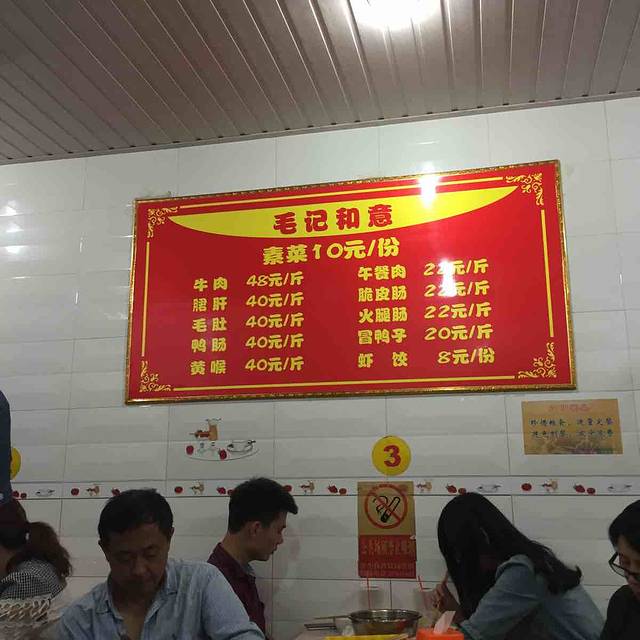 毛记和意
素菜10元/份
牛肉 48元/斤
胗肝 40元/斤
毛肚 40元/斤
鸭肠 40元/斤
黄喉 40元/斤
午餐肉 22元/斤
脆皮肠 22元/斤
火腿肠 22元/斤
冒鸭子 20元/斤
虾饺 8元/份
3